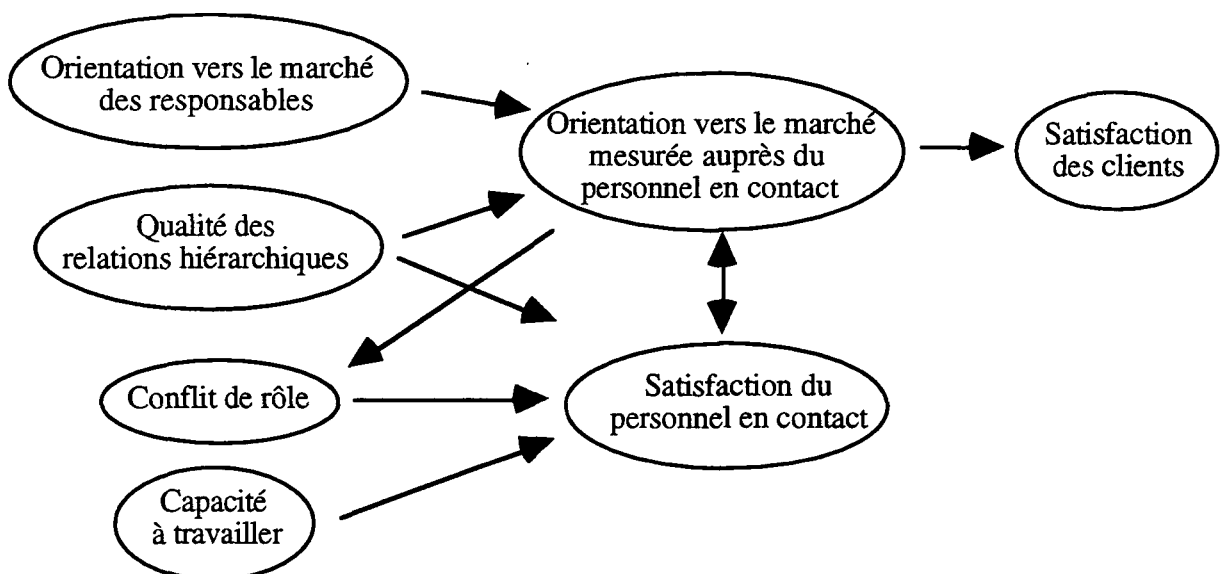 Orientation vers le marché
des responsables
Orientation vers le marché
mesurée auprès du
personnel en contact
Satisfaction
des clients
Qualité des
relations hiérarchiques
Conflit de rôle
Satisfaction du
personnel en contact
Capacité
à travailler